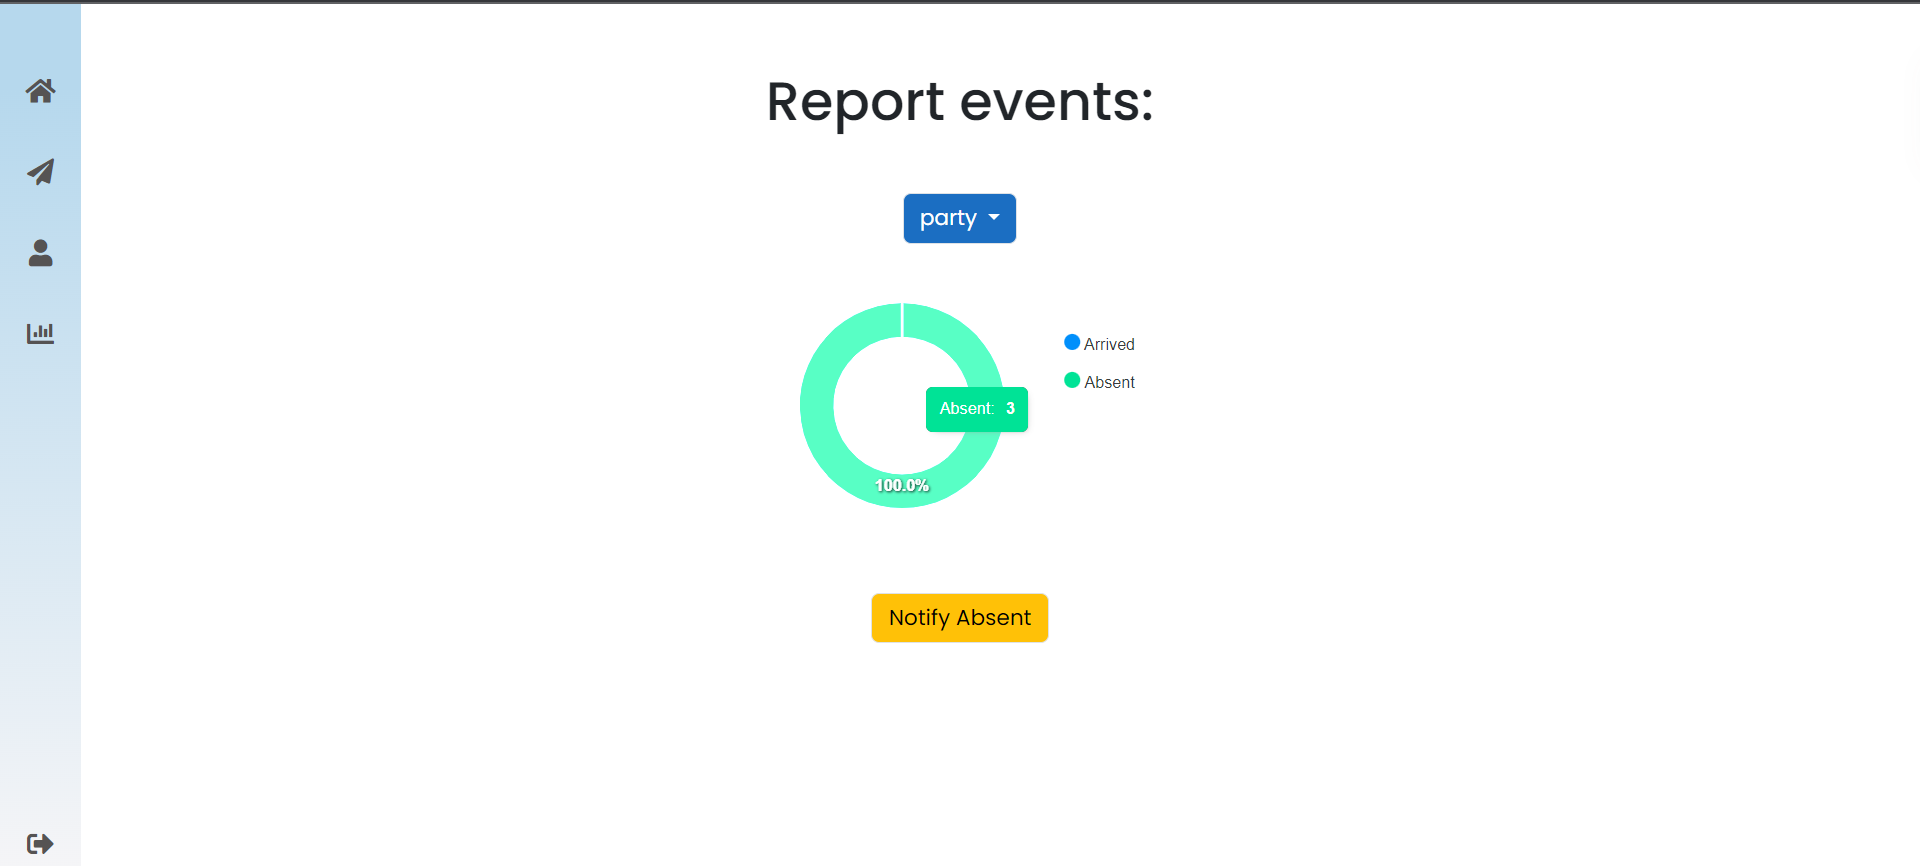 Report events:
party
Arrived
Absent
Absent: 3
100.0%
Notify Absent